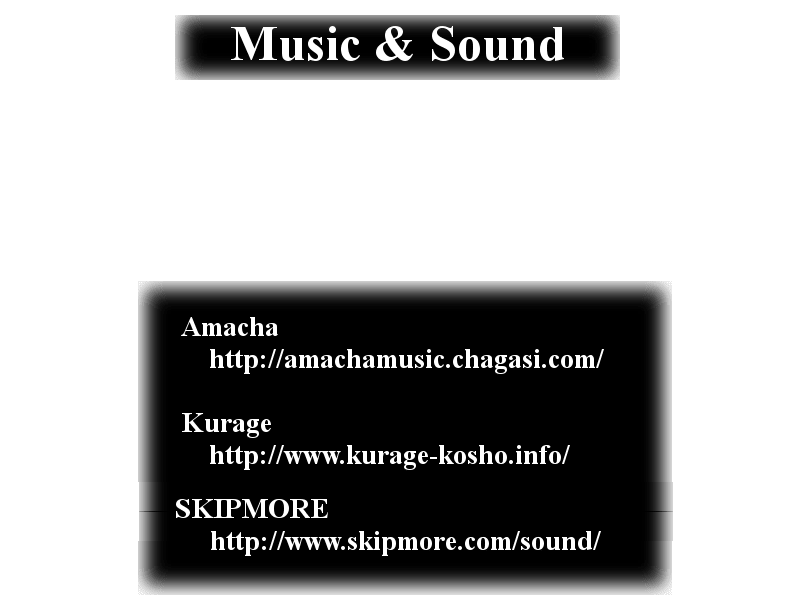 Music & Sound
Amacha
http://amachamusic.chagasi.com/
Kurage
http://www.kurage-kosho.info/
SKIPMORE
http://www.skipmore.com/sound/